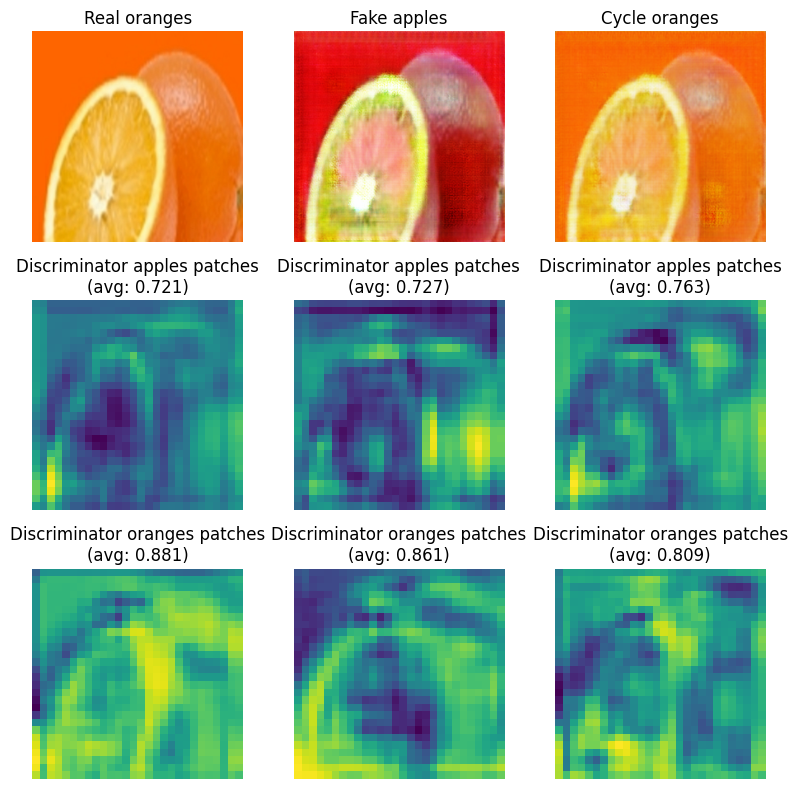 Real oranges
Fake apples
Cycle oranges
Discriminator apples patches
(avg: 0.721)
Discriminator apples patches
(avg: 0.727)
Discriminator apples patches
(avg: 0.763)
Discriminator oranges patches
(avg: 0.881)
Discriminator oranges patches
(avg: 0.861)
Discriminator oranges patches
(avg: 0.809)